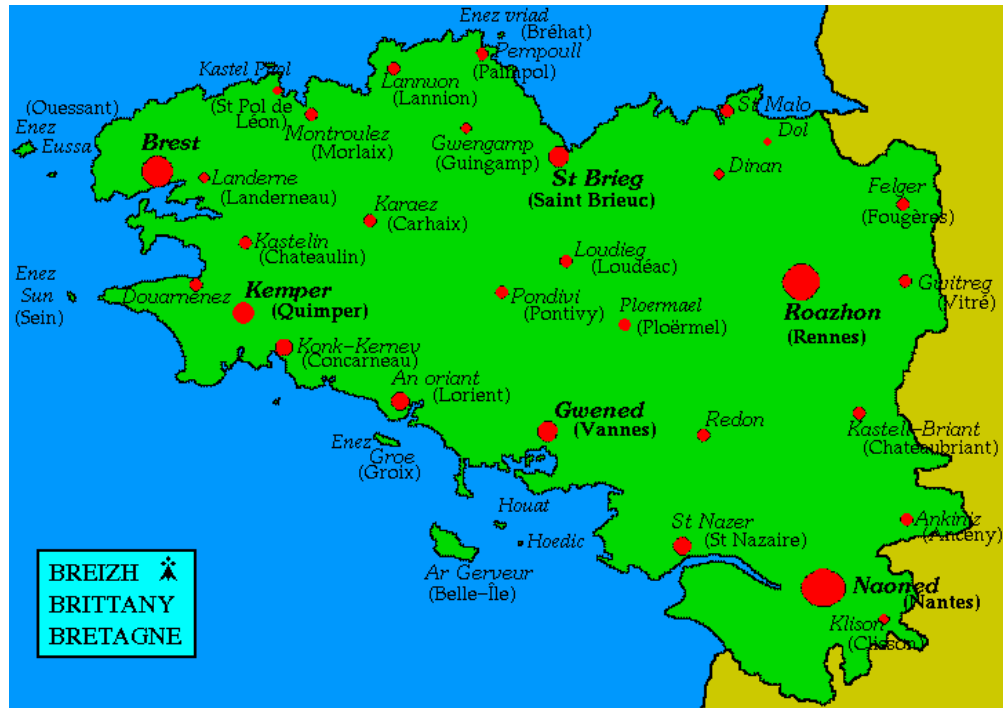 Enez vriad
(Bréhat)
Pempoull
(Paimpol)
Kastel Paol
(St Pol de
Léon)
Lannuon
(Lannion)
Montroulez
(Morlaix)
Gwengamp
(Guingamp)
St Malo
Dol
Dinan
(Ouessant)
Enez
Eussa
Brest
Landerne
(Landerneau)
St Brieg
(Saint Brieuc)
Felger
(Fougères)
Karaez
(Carhaix)
Kastelin
(Chateaulin)
Loudieg
(Loudéac)
Enez
Sun
(Sein)
Douarnenez
Kemper
(Quimper)
Pondivi
(Pontivy)
Ploermael
(Ploërmel)
Roazhon
(Rennes)
Gwitreg
(Vitré)
Konk-Kernev
(Concarneau)
An oriant
(Lorient)
Gwened
(Vannes)
Redon
Kastell-Briant
(Chateaubriant)
Enez
Groe
(Groix)
Houat
Hoedic
Ar Gerveur
(Belle-Île)
St Nazer
(St Nazaire)
Ankiniz
(Anceny)
Naoned
(Nantes)
Klison
(Clisson)
BREIZH
BRITTANY
BRETAGNE